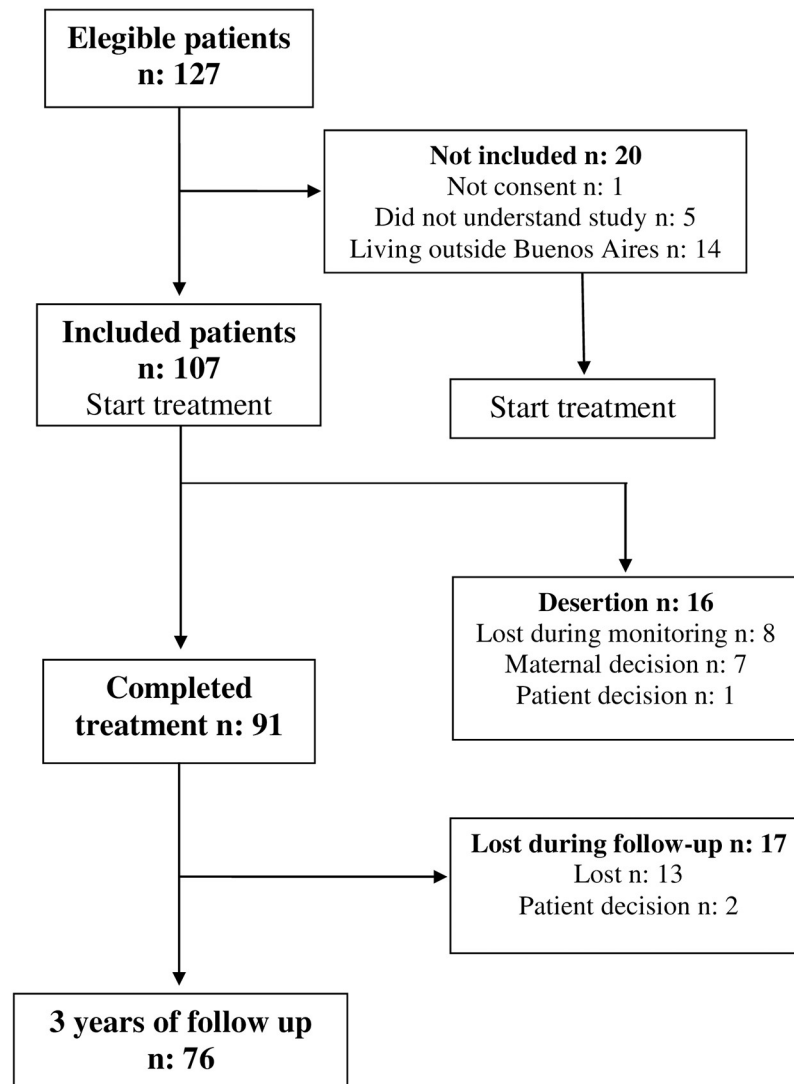 Elegible patients
n: 127
Not included n: 20
Not consent n: 1
Did not understand study n: 5
Living outside Buenos Aires n: 14
Included patients
n: 107
Start treatment
Start treatment
Desertion n: 16
Lost during monitoring n: 8
Maternal decision n: 7
Patient decision n: 1
Completed
treatment n: 91
Lost during follow-up n: 17
Lost n: 13
Patient decision n: 2
3 years of follow up
n: 76